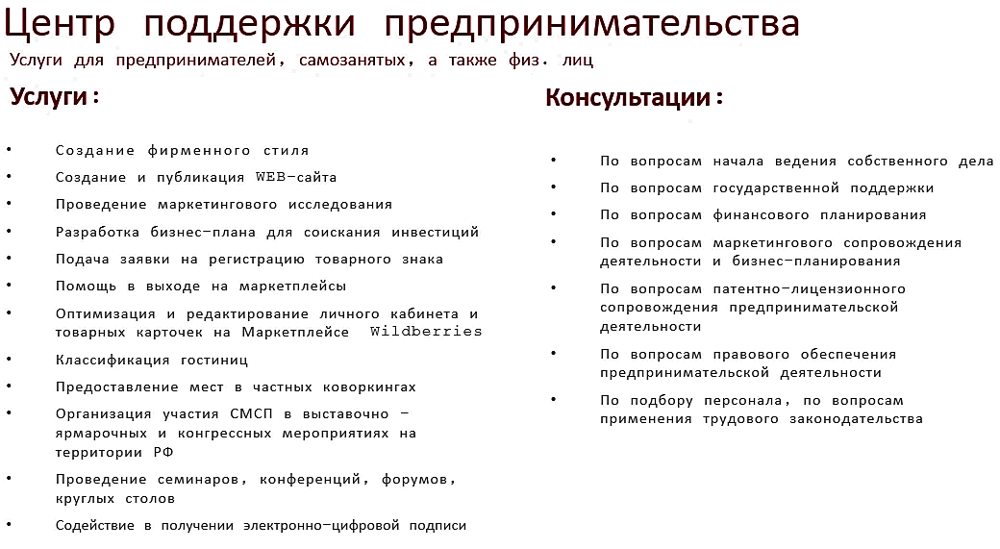 Центр поддержки предпринимательства
Услуги для предпринимателей, самозанятых, а также физ. лиц
Услуги:
• Создание фирменного стиля
• Создание и публикация WEB-сайта
• Проведение маркетингового исследования
• Разработка бизнес-плана для соискания инвестиций
• Подача заявки на регистрацию товарного знака
• Помощь в выходе на маркетплейсы
• Оптимизация и редактирование личного кабинета и
товарных карточек на Маркетплейсе Wildberries
• Классификация гостиниц
• Предоставление мест в частных коворкингах
• Организация участия СМСП в выставочно -
ярмарочных и конгрессных мероприятиях на
территории РФ
• Проведение семинаров, конференций, форумов,
круглых столов
• Содействие в получении электронно-цифровой подписи
Консультации:
• По вопросам начала ведения собственного дела
• По вопросам государственной поддержки
• По вопросам финансового планирования
• По вопросам маркетингового сопровождения
деятельности и бизнес-планирования
• По вопросам патентно-лицензионного
сопровождения предпринимательской
деятельности
• По вопросам правового обеспечения
предпринимательской деятельности
• По подбору персонала, по вопросам
применения трудового законодательства